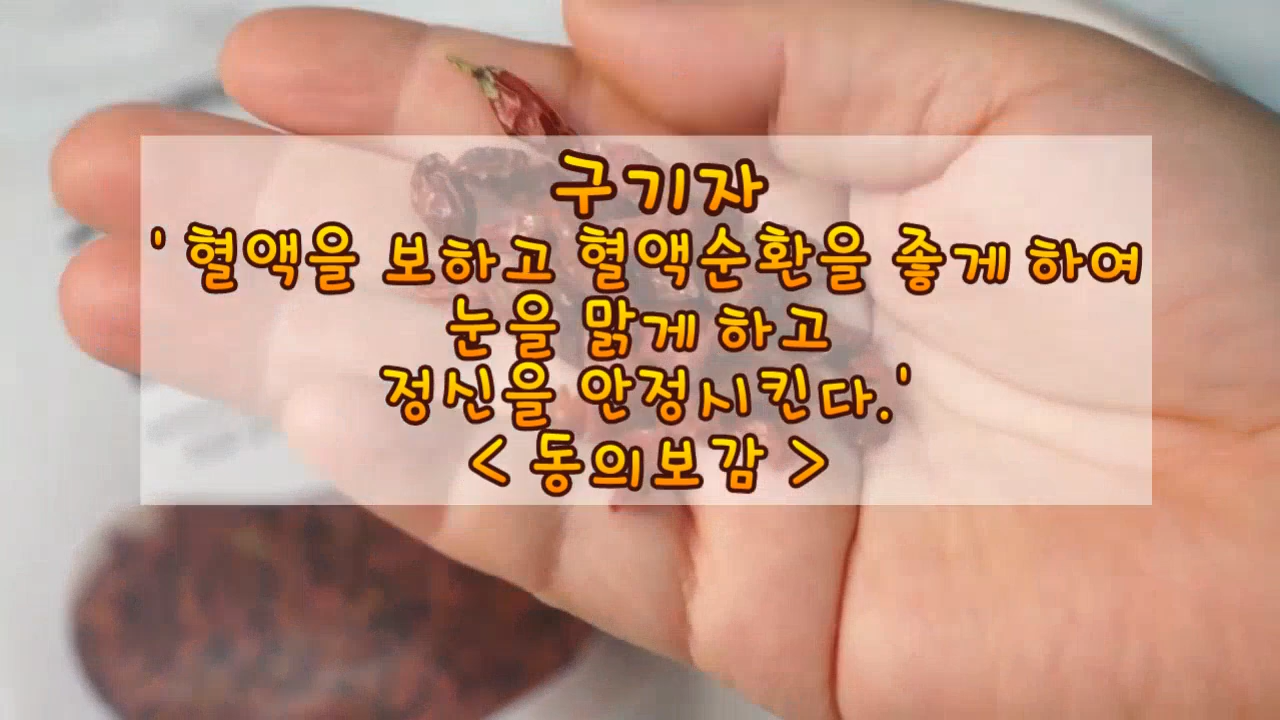 구기자
' 혈액을 보하고 혈액순환을 좋게 하여
눈을 맑게 하고
정신을 안정시킨다.'
< 동의보감 >